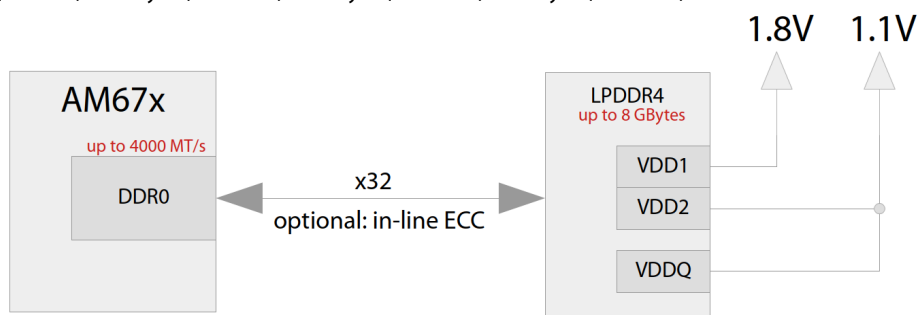 1.8V 1.1V
AM67x
LPDDR4
up to 8 GBytes
up to 4000 MT/s
VDD1
DDR0
x32
VDD2
optional: in-line ECC
VDDQ